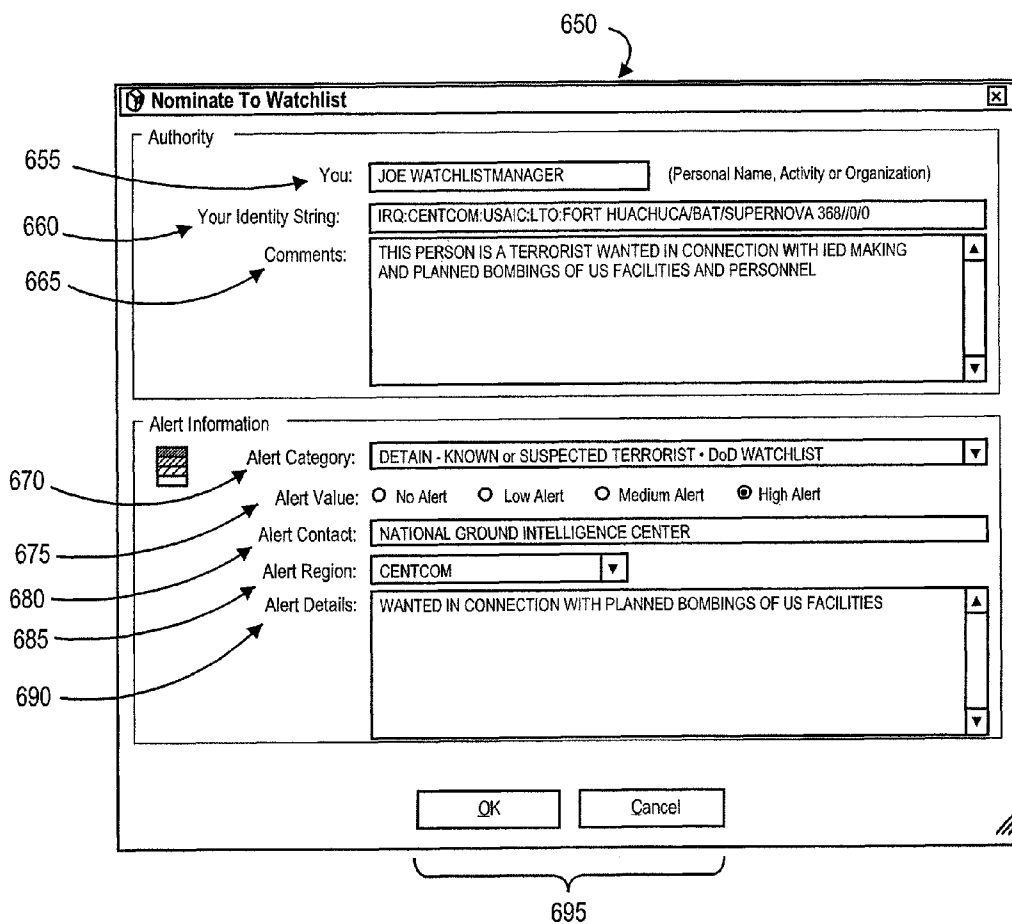 650
Nominate To Watchlist
Authority
655
You: JOE WATCHLISTMANAGER (Personal Name, Activity or Organization)
660
Your Identity String: IRQ:CENTCOM:USAIC:LTO:FORT HUACHUCA/BAT/SUPERNOVA 368//0/0
665
Comments: THIS PERSON IS A TERRORIST WANTED IN CONNECTION WITH IED MAKING
AND PLANNED BOMBINGS OF US FACILITIES AND PERSONNEL
Alert Information
670
Alert Category: DETAIN - KNOWN or SUSPECTED TERRORIST • DoD WATCHLIST
675
Alert Value: No Alert Low Alert Medium Alert High Alert
680
Alert Contact: NATIONAL GROUND INTELLIGENCE CENTER
685
Alert Region: CENTCOM
690
Alert Details: WANTED IN CONNECTION WITH PLANNED BOMBINGS OF US FACILITIES
OK Cancel
695